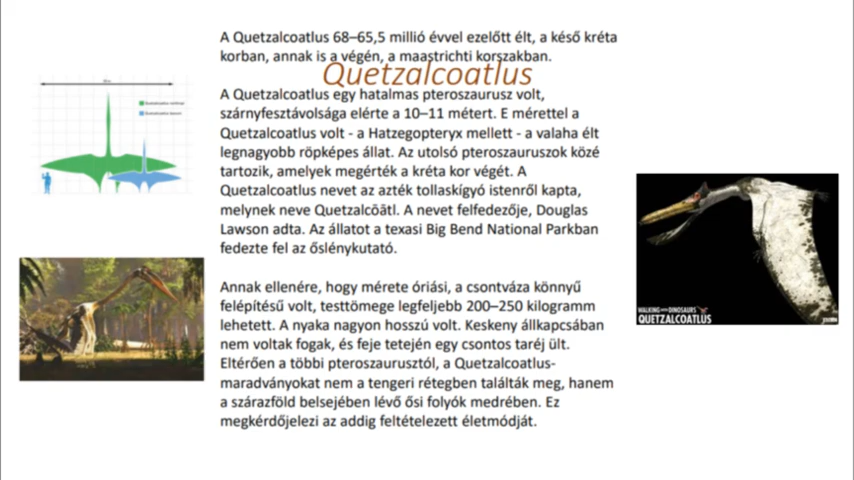 A Quetzalcoatlus 68–65,5 millió évvel ezelőtt élt, a késő kréta
korban, annak is a végén, a maastrichti korszakban.
Quetzalcoatlus
A Quetzalcoatlus egy hatalmas pteroszaurusz volt,
szárnyfesztávolsága elérte a 10–11 métert. E mérettel a
Quetzalcoatlus volt - a Hatzegopteryx mellett - a valaha élt
legnagyobb röpképes állat. Az utolsó pteroszauruszok közé
tartozik, amelyek megérték a kréta kor végét. A
Quetzalcoatlus nevet az azték tollaskígyó istenről kapta,
melynek neve Quetzalcōātl. A nevet felfedezője, Douglas
Lawson adta. Az állatot a texasi Big Bend National Parkban
fedezte fel az őslénykutató.
Annak ellenére, hogy mérete óriási, a csontváza könnyű
felépítésű volt, testtömege legfeljebb 200–250 kilogramm
lehetett. A nyaka nagyon hosszú volt. Keskeny állkapcsában
nem voltak fogak, és feje tetején egy csontos taréj ült.
Eltérően a többi pteroszaurusztól, a Quetzalcoatlus-
maradványokat nem a tengeri rétegben találták meg, hanem
a szárazföld belsejében lévő ősi folyók medrében. Ez
megkérdőjelezi az addig feltételezett életmódját.
WALKING WITH DINOSAURS
QUETZALCOATLUS